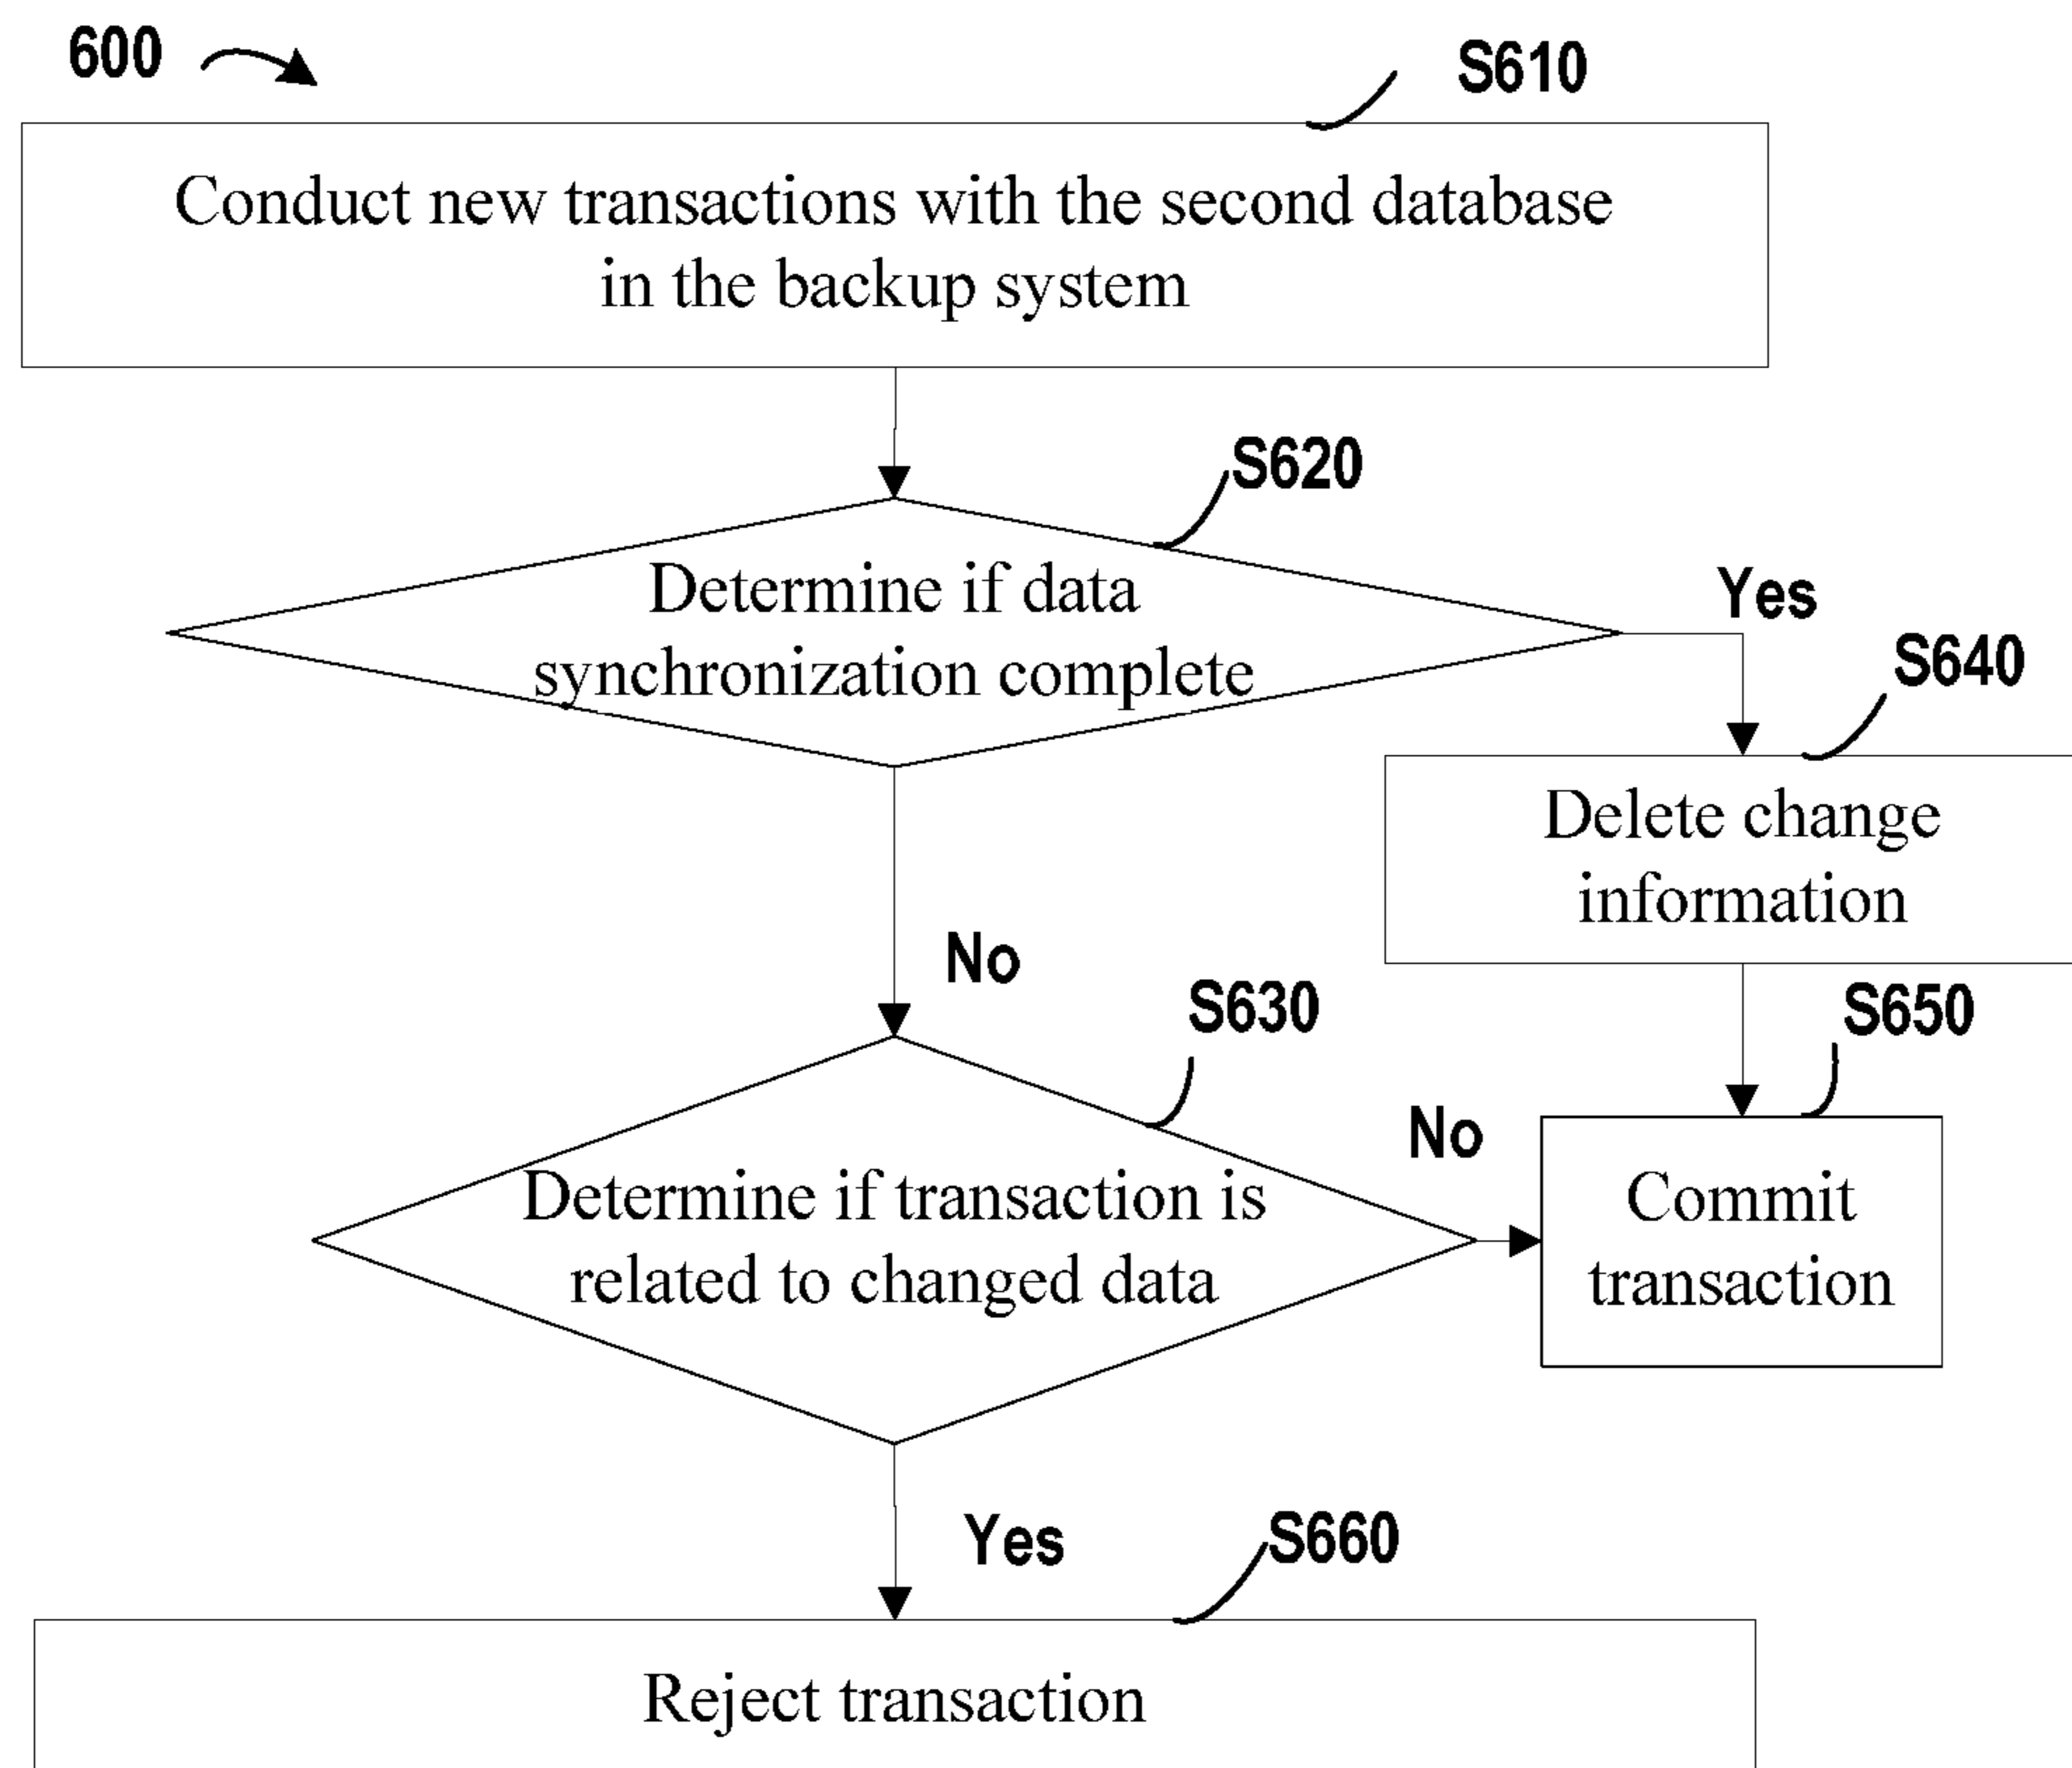 600
S610
Conduct new transactions with the second database
in the backup system
S620
Determine if data
synchronization complete
Yes
S640
Delete change
information
No
S630
S650
Determine if transaction is
related to changed data
No
Commit
transaction
Yes
S660
Reject transaction